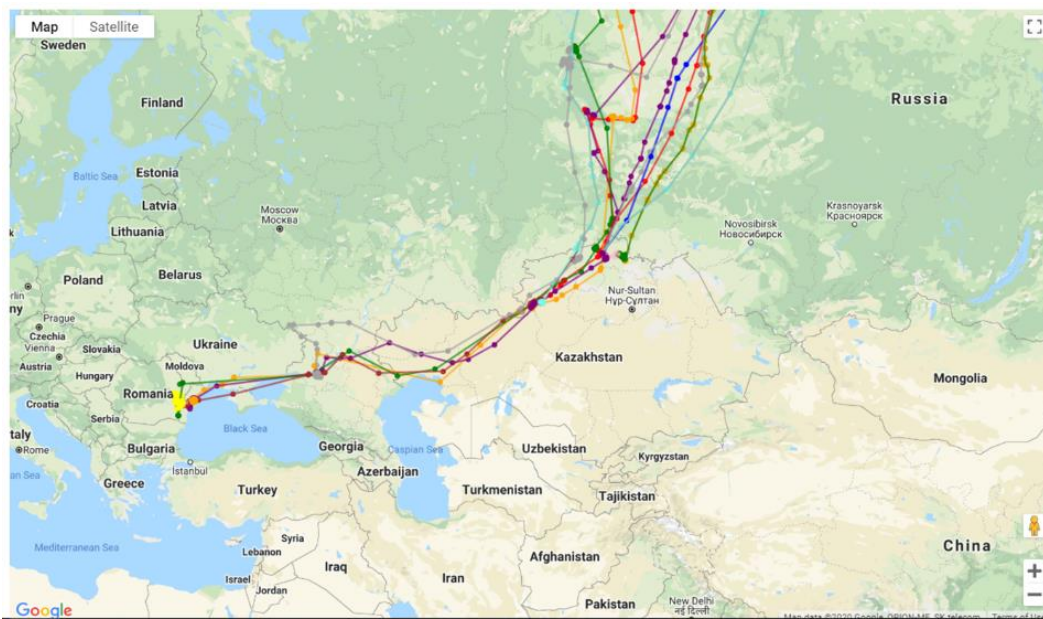 Map
Satellite
Sweden
Finland
Russia
Baltic Sea
Estonia
Latvia
Lithuania
Moscow
Москва
Krasnoyarsk
Красноярск
Novosibirsk
Новосибирск
Poland
Belarus
Prague
Czechia
Vienna
Slovakia
Austria
Hungary
Ukraine
Moldova
Nur-Sultan
Нұр-Сұлтан
Kazakhstan
Mongolia
Romania
Croatia
Serbia
Bulgaria
Black Sea
Rome
Georgia
Caspian Sea
Uzbekistan
Kyrgyzstan
Istanbul
Azerbaijan
Greece
Turkey
Turkmenistan
Tajikistan
Mediterranean Sea
Syria
Lebanon
Iraq
Iran
Afghanistan
China
Israel
Jordan
Pakistan
New Delhi
नई दिल्ली
Google